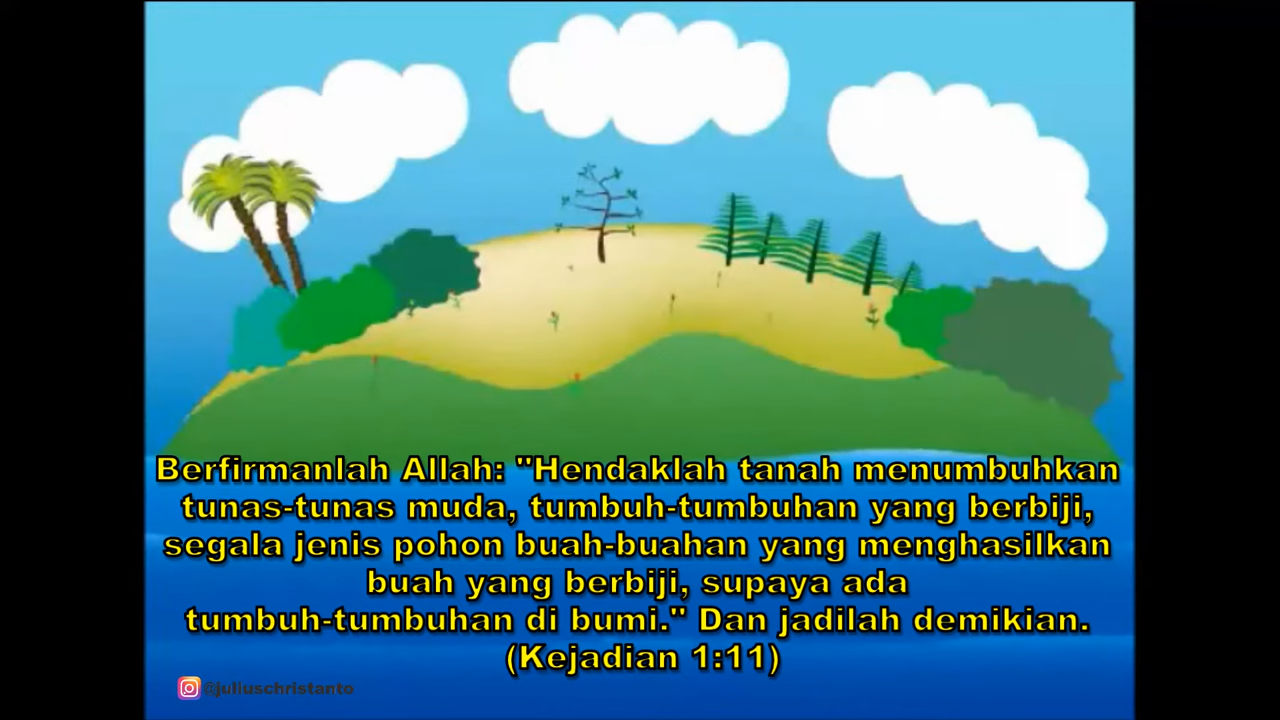 Berfirmanlah Allah: "Hendaklah tanah menumbuhkan
tunas-tunas muda, tumbuh-tumbuhan yang berbiji,
segala jenis pohon buah-buahan yang menghasilkan
buah yang berbiji, supaya ada
tumbuh-tumbuhan di bumi." Dan jadilah demikian.
(Kejadian 1:11)
@juliuschristanto